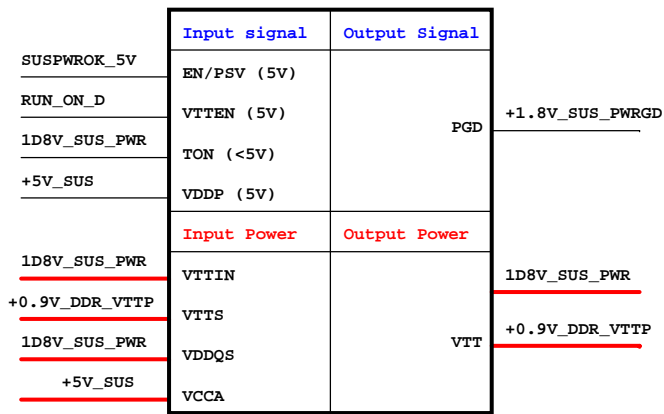 Input signal Output Signal
SUSPWROK_5V
EN/PSV (5V)
RUN_ON_D
VTTEN (5V)
+1.8V_SUS_PWRGD
PGD
1D8V_SUS_PWR
TON (<5V)
+5V_SUS
VDDP (5V)
Input Power Output Power
1D8V_SUS_PWR
VTTIN
1D8V_SUS_PWR
+0.9V_DDR_VTTP
VTTS
+0.9V_DDR_VTTP
1D8V_SUS_PWR
VTT
VDDQS
+5V_SUS
VCCA